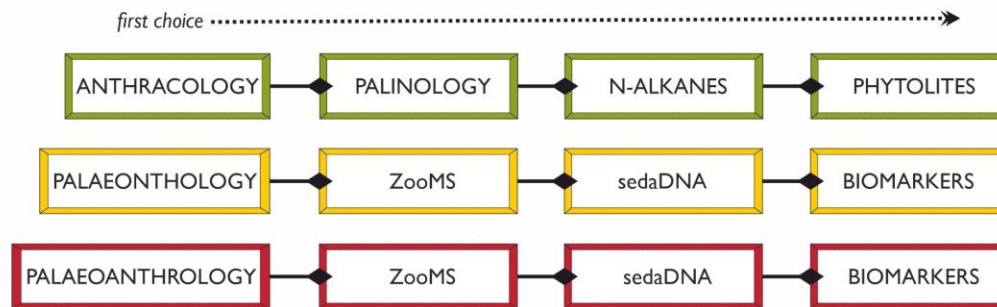 first choice
ANTHRACOLOGY PALINOLOGY N-ALKANES PHYTOLITES
PALAEONTHOLOGY ZooMS sedaDNA BIOMARKERS
PALAEOANTHROLOGY ZooMS sedaDNA BIOMARKERS